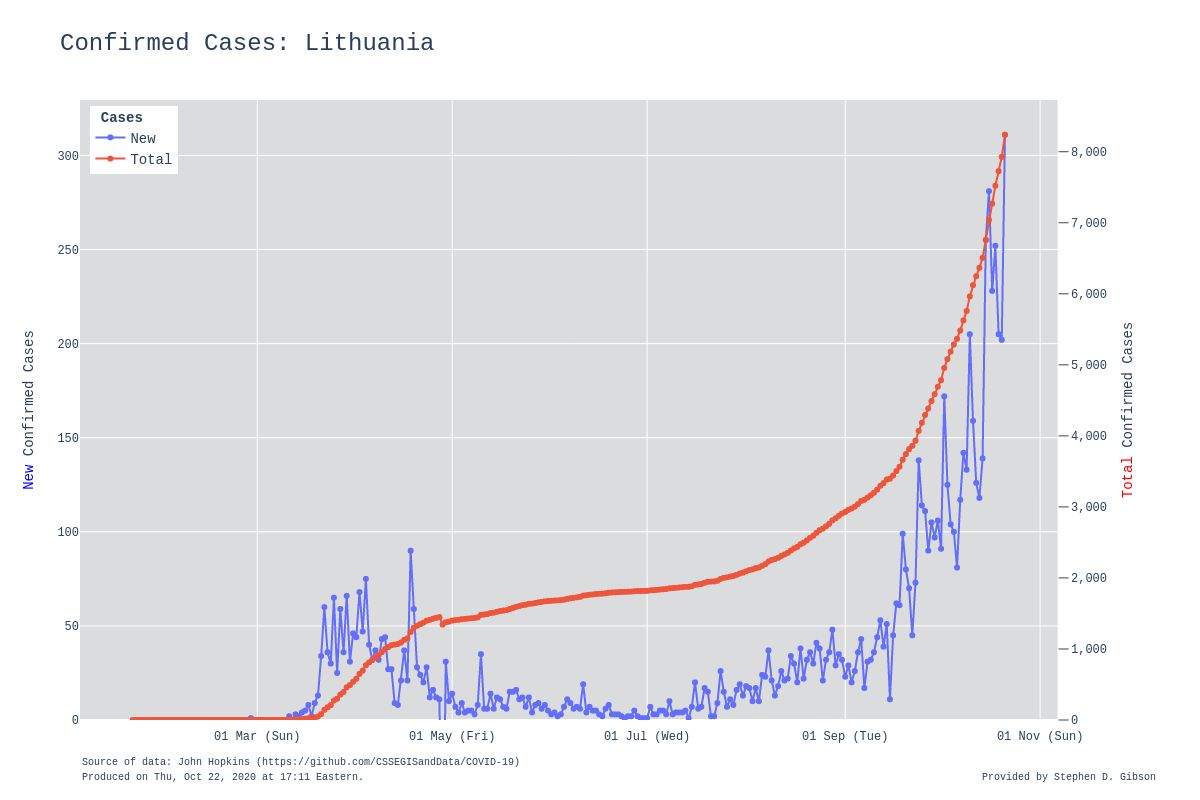 Confirmed Cases: Lithuania
Cases
New
Total
300
250
200
150
100
50
0
8,000
7,000
6,000
5,000
4,000
3,000
2,000
1,000
0
New Confirmed Cases
Total Confirmed Cases
01 Mar (Sun)
01 May (Fri)
01 Jul (Wed)
01 Sep (Tue)
01 Nov (Sun)
Source of data: John Hopkins (https://github.com/CSSEGISandData/COVID-19)
Produced on Thu, Oct 22, 2020 at 17:11 Eastern.
Provided by Stephen D. Gibson